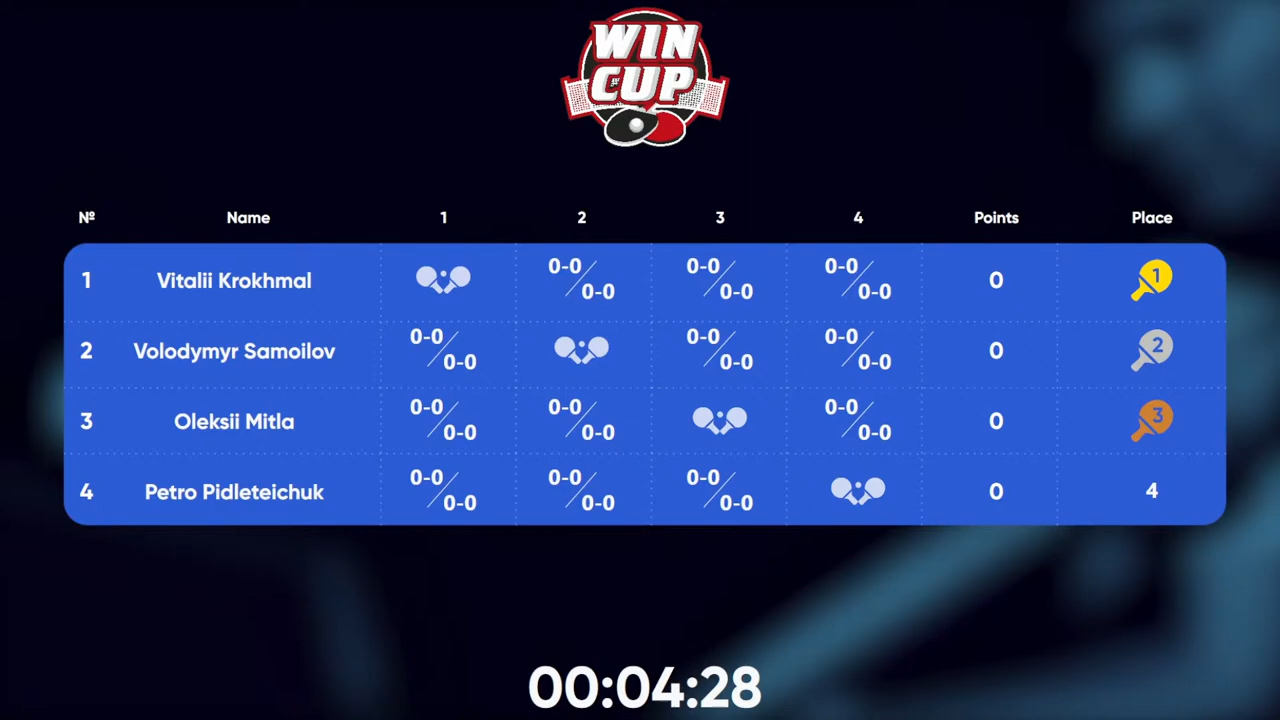 WIN
CUP
№ Name 1 2 3 4 Points Place
1 Vitalii Krokhmal 0-0/0-0 0-0/0-0 0-0/0-0 0 1
2 Volodymyr Samoilov 0-0/0-0 0-0/0-0 0-0/0-0 0 2
3 Oleksii Mitla 0-0/0-0 0-0/0-0 0-0/0-0 0 3
4 Petro Pidleteichuk 0-0/0-0 0-0/0-0 0-0/0-0 0 4
00:04:28